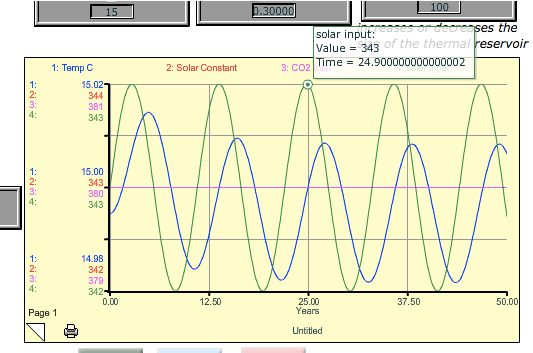 15
0.30000
100
increases or decreases the
size of the thermal reservoir
solar input:
Value = 343
Time = 24.900000000000002
1: Temp C
2: Solar Constant
3: CO2
1:
15.02
2:
344
3:
381
4:
343
1:
15.00
2:
343
3:
380
4:
343
1:
14.98
2:
342
3:
379
4:
342
0.00
12.50
25.00
37.50
50.00
Page 1
Years
Untitled